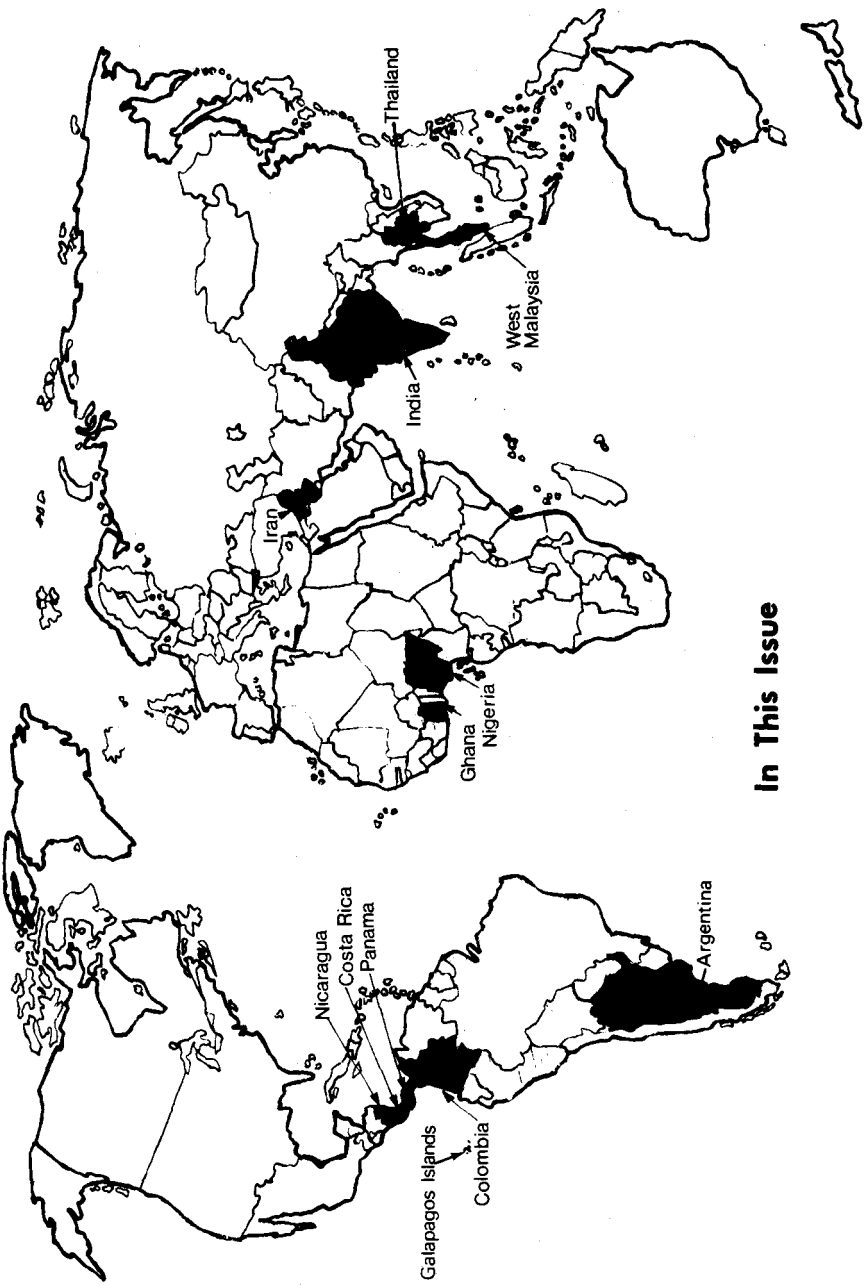 Nicaragua
Costa Rica
Panama
Galapagos Islands
Colombia
Argentina
Ghana
Nigeria
Iran
India
Thailand
West
Malaysia
In This Issue